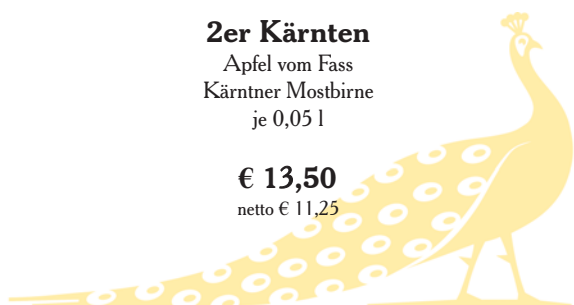 2er Kärnten
Apfel vom Fass
Kärntner Mostbirne
je 0,05 l
€ 13,50
netto € 11,25